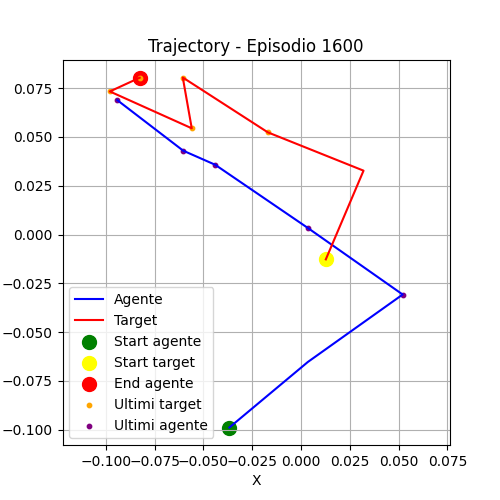 Trajectory - Episodio 1600
0.075
0.050
0.025
0.000
−0.025
−0.050
−0.075
−0.100
Agente
Target
Start agente
Start target
End agente
Ultimi target
Ultimi agente
−0.100 −0.075 −0.050 −0.025 0.000 0.025 0.050 0.075
X